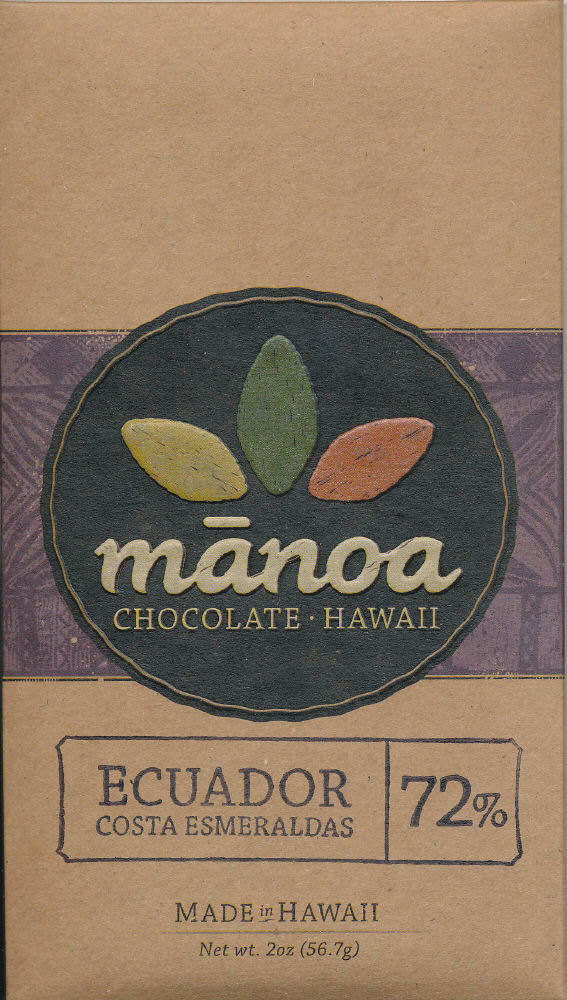 mānoa
CHOCOLATE · HAWAII
ECUADOR
COSTA ESMERALDAS
72%
MADE in HAWAII
Net wt. 2oz (56.7g)